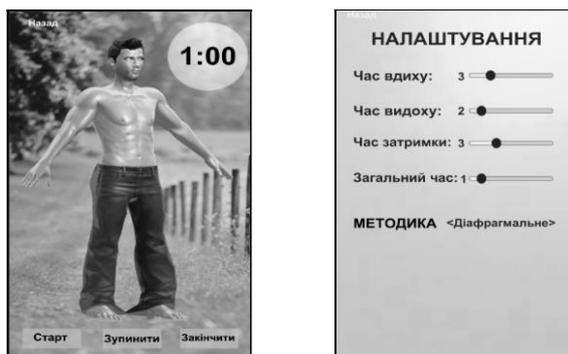 Назад
1:00
Старт Зупинити Закінчити
Назад
НАЛАШТУВАННЯ
Час вдиху: 3
Час видоху: 2
Час затримки: 3
Загальний час: 1
МЕТОДИКА <Діафрагмальне>